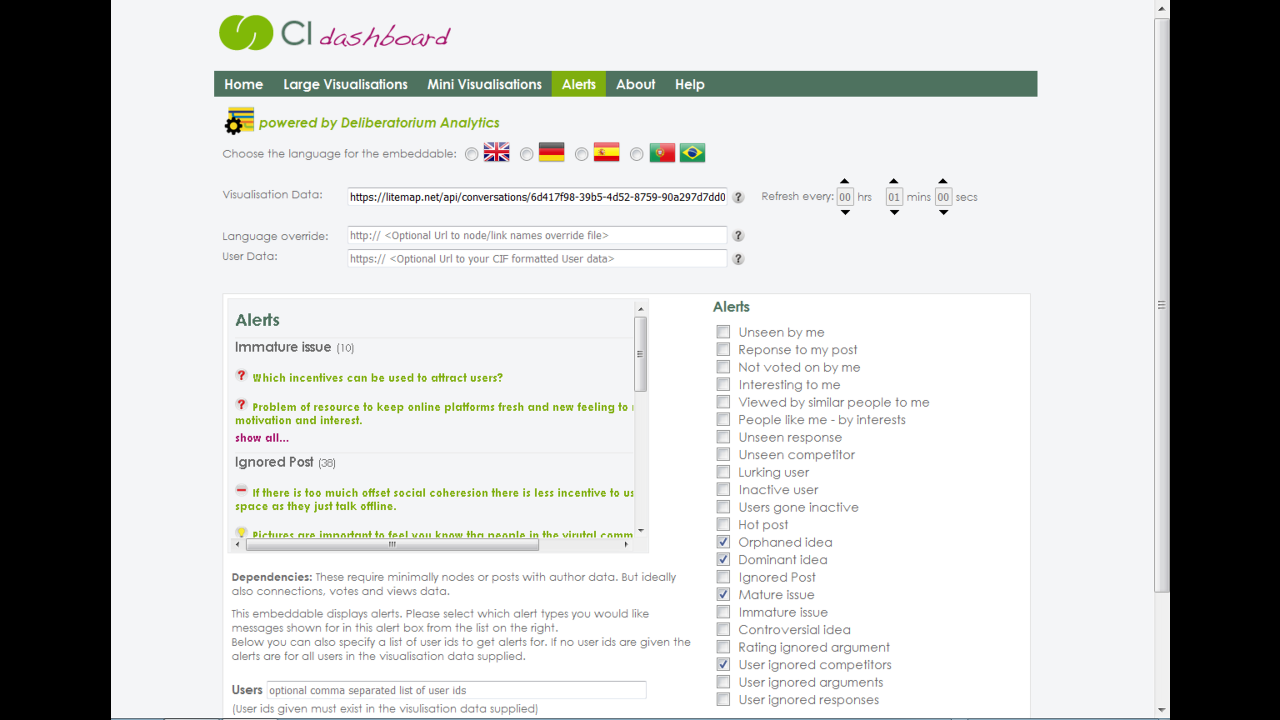 CI dashboard
Home Large Visualisations Mini Visualisations Alerts About Help
powered by Deliberatorium Analytics
Choose the language for the embeddable:
Visualisation Data: https://litemap.net/api/conversations/6d417f98-39b5-4d52-8759-90a297d7dd0 ? Refresh every: 00 hrs 01 mins 00 secs
Language override: http:// <Optional Url to node/link names override file> ?
User Data: https:// <Optional Url to your CIF formatted User data> ?
Alerts
Immature issue (10)
? Which incentives can be used to attract users?
? Problem of resource to keep online platforms fresh and new feeling to
motivation and interest.
show all...
Ignored Post (38)
If there is too muich offset social coheresion there is less incentive to us
space as they just talk offline.
Pictures are important to feel you know tha people in the virutal comm
Dependencies: These require minimally nodes or posts with author data. But ideally
also connections, votes and views data.
This embeddable displays alerts. Please select which alert types you would like
messages shown for in this alert box from the list on the right.
Below you can also specify a list of user ids to get alerts for. If no user ids are given the
alerts are for all users in the visualisation data supplied.
Users optional comma separated list of user ids
(User ids given must exist in the visulisation data supplied)
Alerts
Unseen by me
Reponse to my post
Not voted on by me
Interesting to me
Viewed by similar people to me
People like me - by interests
Unseen response
Unseen competitor
Lurking user
Inactive user
Users gone inactive
Hot post
Orphaned idea
Dominant idea
Ignored Post
Mature issue
Immature issue
Controversial idea
Rating ignored argument
User ignored competitors
User ignored arguments
User ignored responses